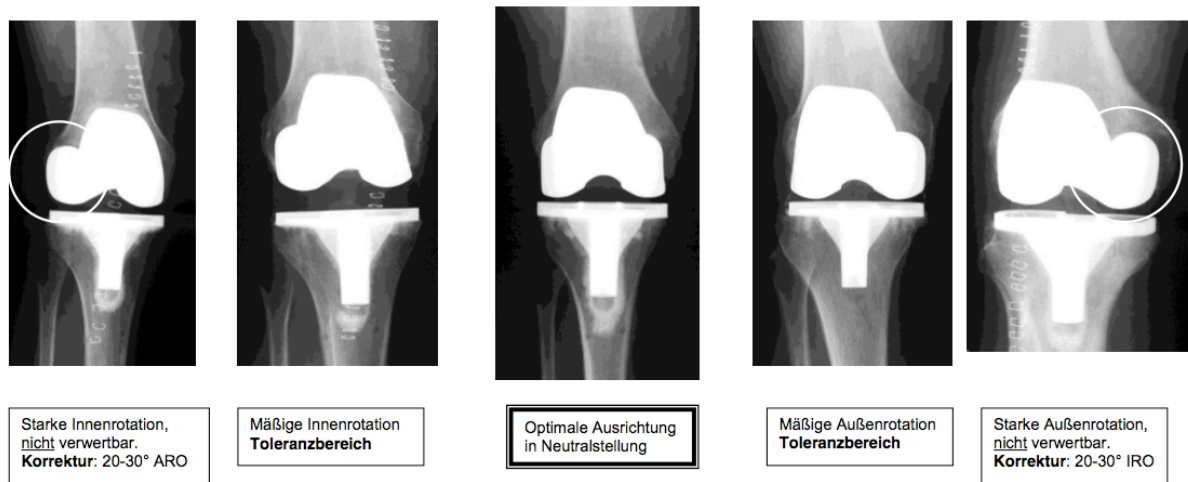 Starke Innenrotation,
nicht verwertbar.
Korrektur: 20-30° ARO
Mäßige Innenrotation
Toleranzbereich
Optimale Ausrichtung
in Neutralstellung
Mäßige Außenrotation
Toleranzbereich
Starke Außenrotation,
nicht verwertbar.
Korrektur: 20-30° IRO